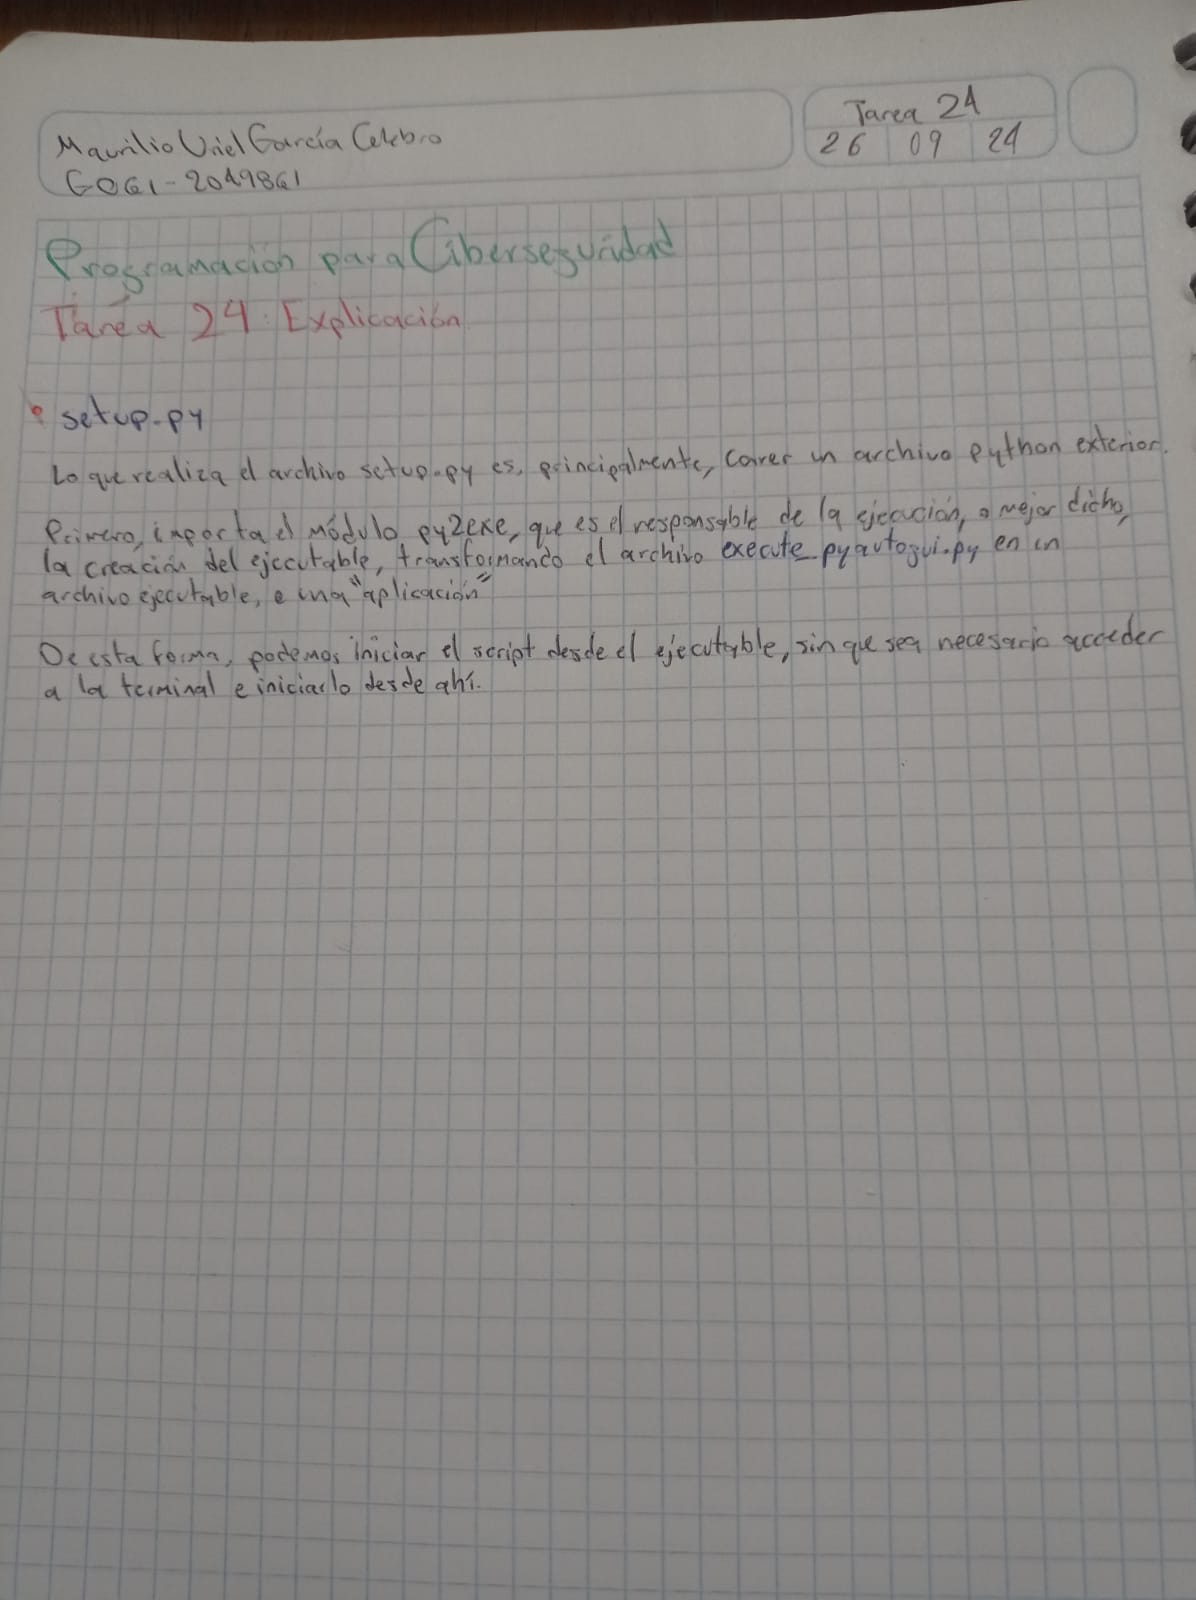 Maurilio Uriel García Celebro
G061-2049861
Tarea 24
26 09 24
Programación para Ciberseguridad
Tarea 24: Explicación
setup.py
Lo que realiza el archivo setup.py es, principalmente, correr un archivo python exterior.
Primero, importa el módulo py2exe, que es el responsable de la ejecución, o mejor dicho,
la creación del ejecutable, transformando el archivo execute_pyautogui.py en un
archivo ejecutable, o una "aplicación"
De esta forma, podemos iniciar el script desde el ejecutable, sin que sea necesario acceder
a la terminal e iniciarlo desde ahí.